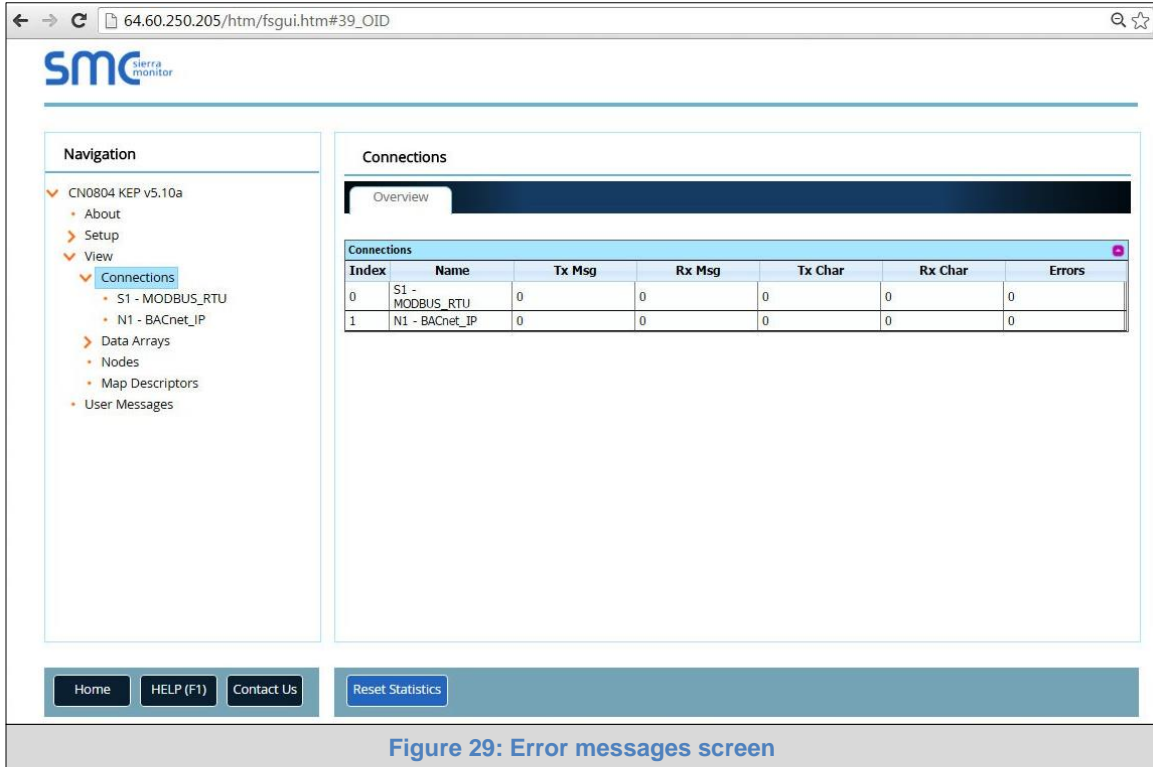 64.60.250.205/htm/fsgui.htm#39_OID
smc sierra monitor
Navigation
CN0804 KEP v5.10a
About
Setup
View
Connections
S1 - MODBUS_RTU
N1 - BACnet_IP
Data Arrays
Nodes
Map Descriptors
User Messages
Connections
Overview
Connections
Index Name Tx Msg Rx Msg Tx Char Rx Char Errors
0 S1 - MODBUS_RTU 0 0 0 0 0
1 N1 - BACnet_IP 0 0 0 0 0
Home HELP (F1) Contact Us Reset Statistics
Figure 29: Error messages screen